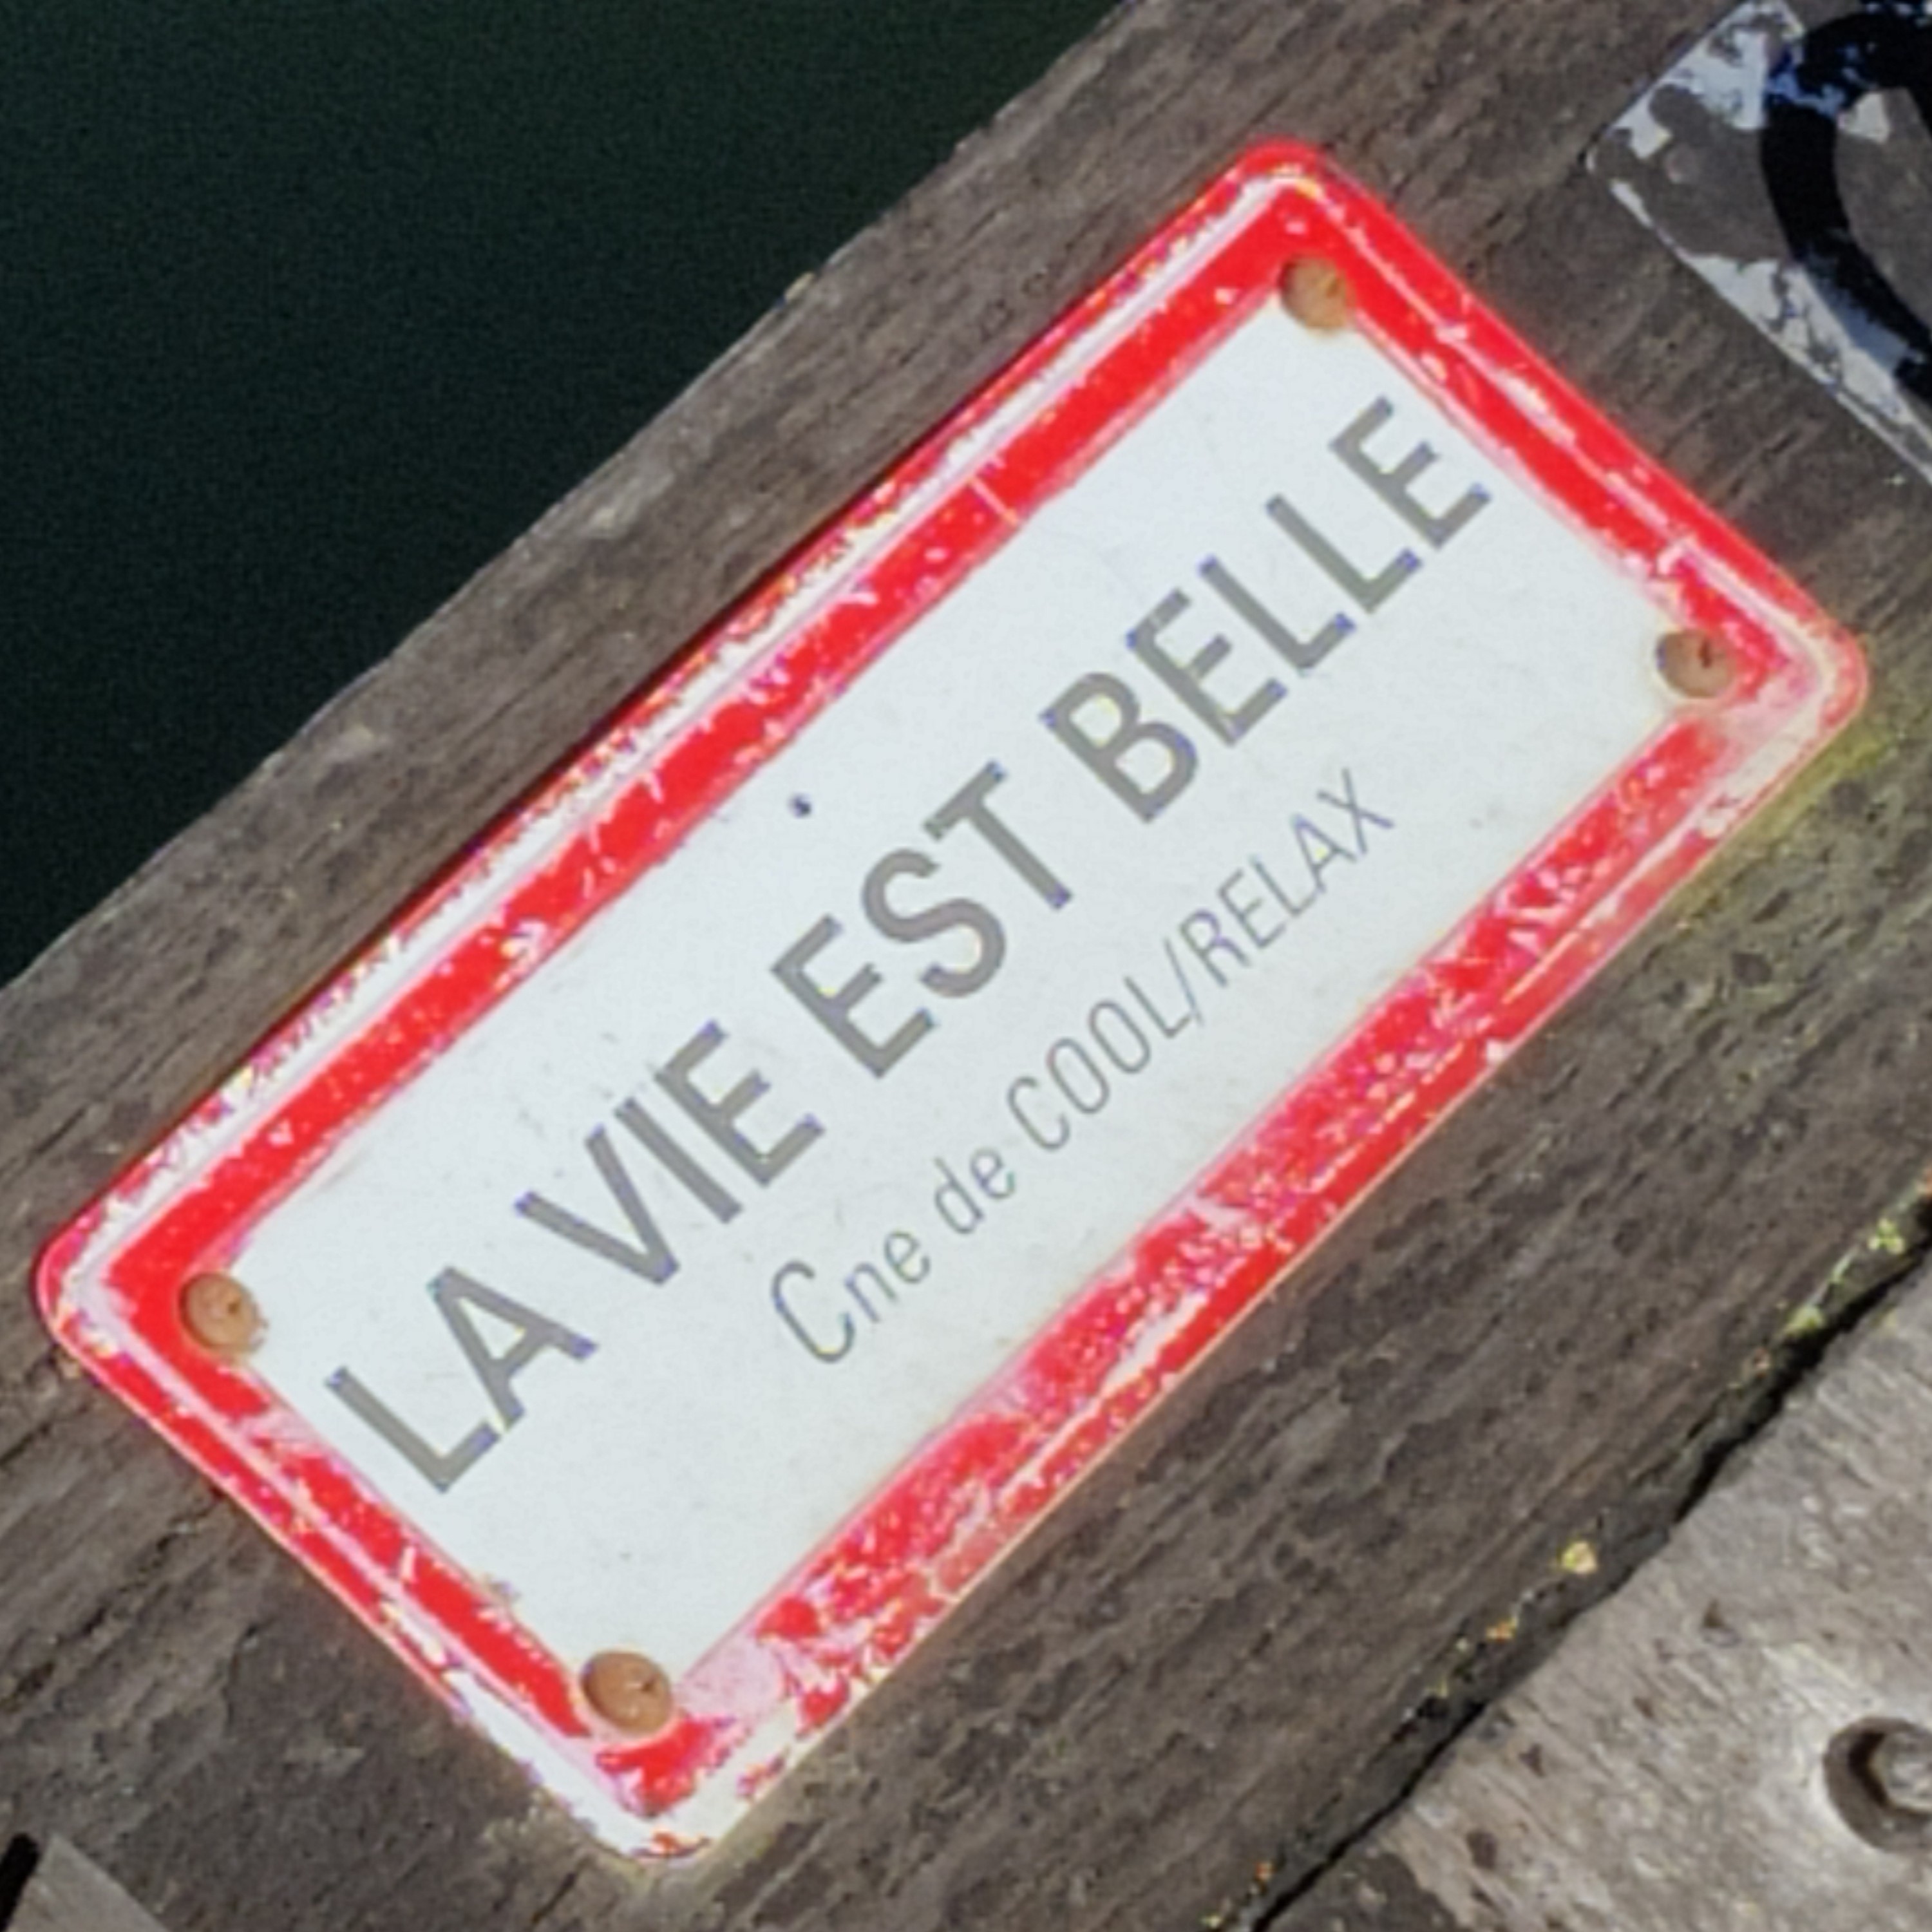 LA VIE EST BELLE
Cne de COOL/RELAX